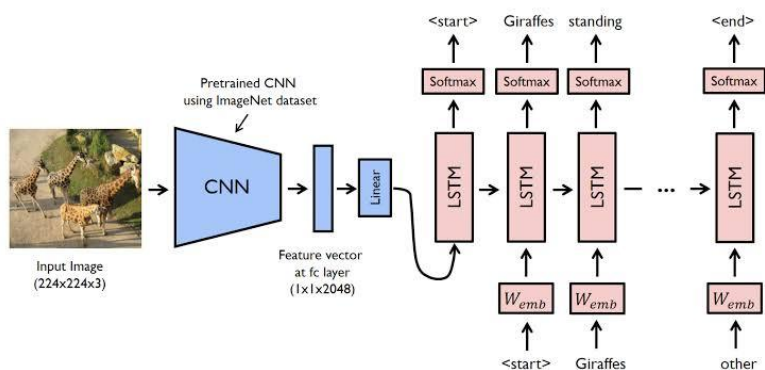 <start> Giraffes standing <end>
Softmax Softmax Softmax Softmax
Pretrained CNN
using ImageNet dataset
CNN
Linear
LSTM LSTM LSTM ... LSTM
Input Image
(224x224x3)
Feature vector
at fc layer
(1x1x2048)
W_emb W_emb W_emb
<start> Giraffes other